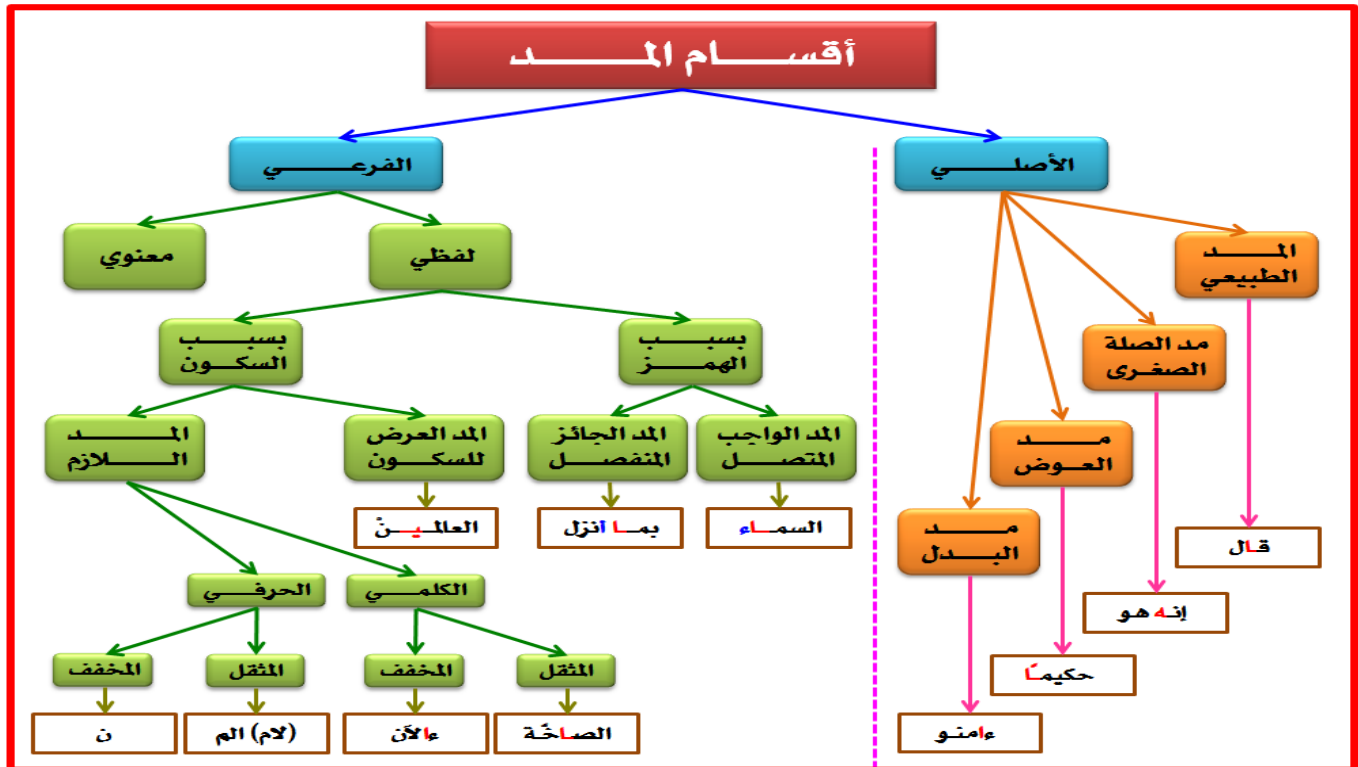 أقسام المد
الأصلي
الفرعي
المد
الطبيعي
لفظي
معنوي
بسبب
الهمز
بسبب
السكون
مد الصلة
الصغرى
مد
العوض
المد الواجب
المتصل
المد الجائز
المنفصل
المد العرض
للسكون
المد
اللازم
مد
البدل
قال
السماء
بما أنزل
العالمينْ
إنه هو
الكلمي
الحرفي
حكيماً
المثقل
المخفف
المثقل
المخفف
ءامنو
الصاخّة
ءالآن
(لام) الم
ن